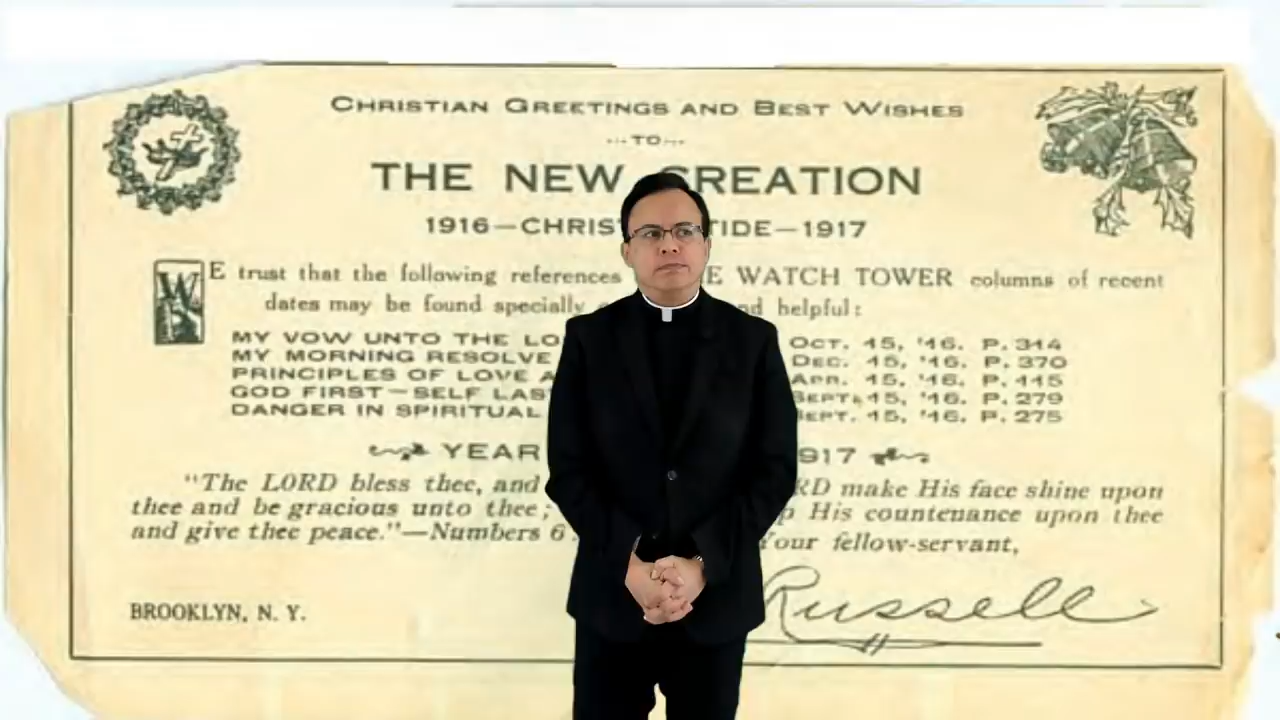 CHRISTIAN GREETINGS AND BEST WISHES
...TO...
THE NEW CREATION
1916—CHRIS TIDE—1917
WE trust that the following references E WATCH TOWER columns of recent
dates may be found specially nd helpful:
MY VOW UNTO THE LO OCT. 15, '16. P. 314
MY MORNING RESOLVE DEC. 15, '16. P. 370
PRINCIPLES OF LOVE A APR. 15, '16. P. 115
GOD FIRST—SELF LAS SEPT. 15, '16. P. 279
DANGER IN SPIRITUAL SEPT. 15, '16. P. 275
YEAR 917
"The LORD bless thee, and RD make His face shine upon
thee and be gracious unto thee; p His countenance upon thee
and give thee peace."—Numbers 6 Your fellow-servant,
Russell
BROOKLYN, N. Y.